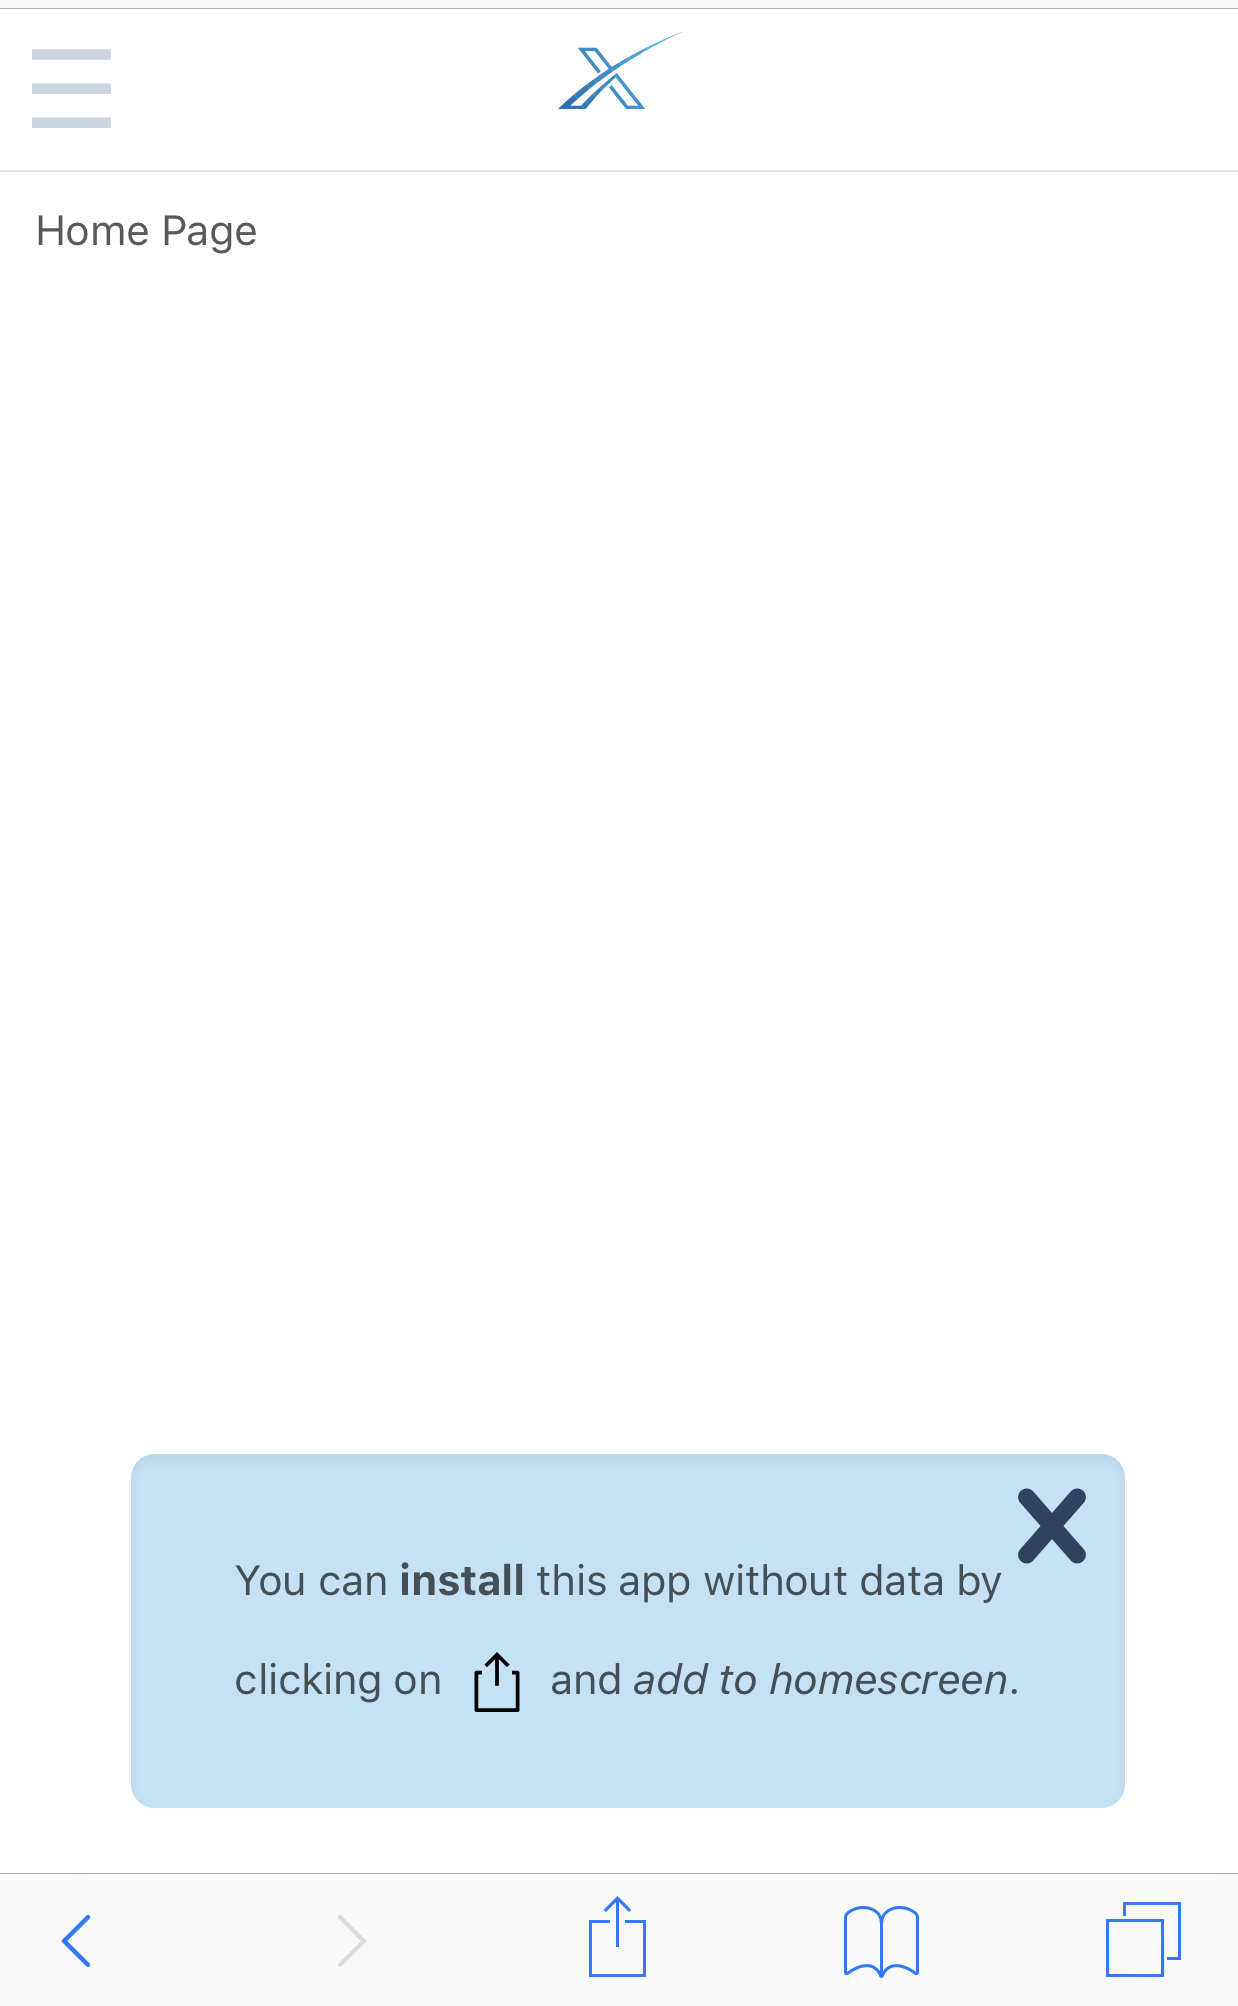 Home Page
You can install this app without data by
clicking on and add to homescreen.